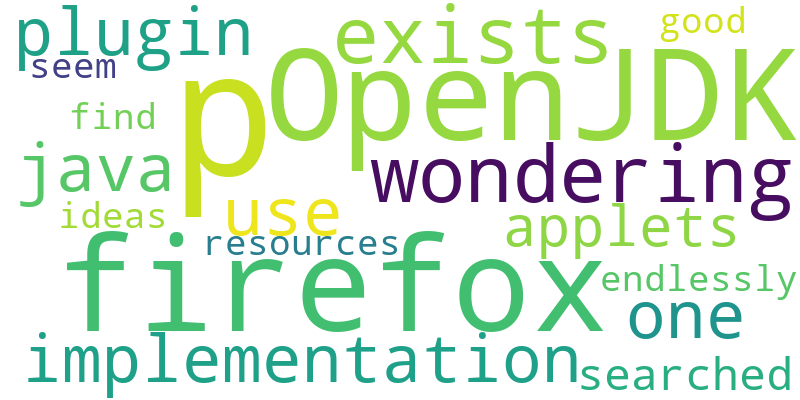 plugin
exists
good
seem
p
OpenJDK
find
java
wondering
ideas
use
applets
resources
firefox
endlessly
one
implementation
searched